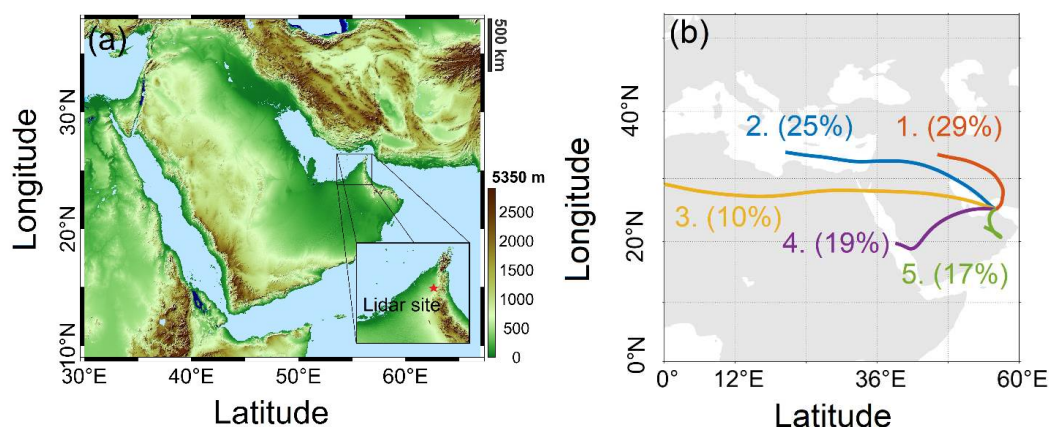 (a)
500 km
Longitude
30°N
20°N
10°N
5350 m
2500
2000
1500
1000
500
0
Lidar site
30°E 40°E 50°E 60°E
Latitude
(b)
Longitude
40°N
20°N
0°N
2. (25%) 1. (29%)
3. (10%)
4. (19%)
5. (17%)
0° 12°E 36°E 60°E
Latitude